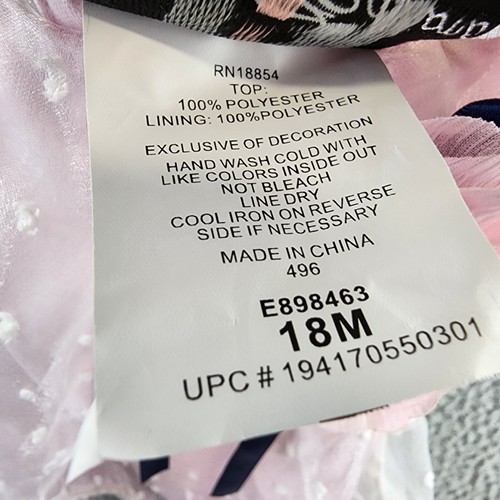 RN18854
TOP:
100% POLYESTER
LINING: 100%POLYESTER
EXCLUSIVE OF DECORATION
HAND WASH COLD WITH
LIKE COLORS INSIDE OUT
NOT BLEACH
LINE DRY
COOL IRON ON REVERSE
SIDE IF NECESSARY
MADE IN CHINA
496
E898463
18M
UPC # 194170550301